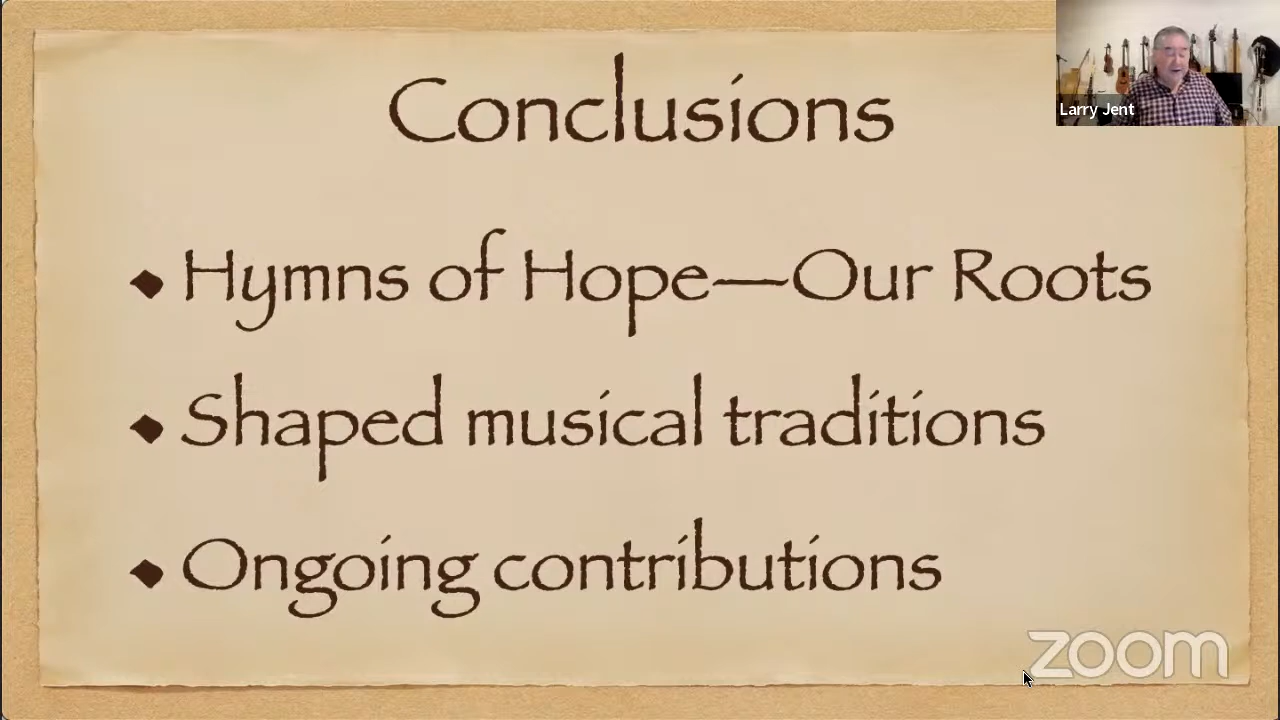 Conclusions
Larry Jent
Hymns of Hope—Our Roots
Shaped musical traditions
Ongoing contributions
zoom